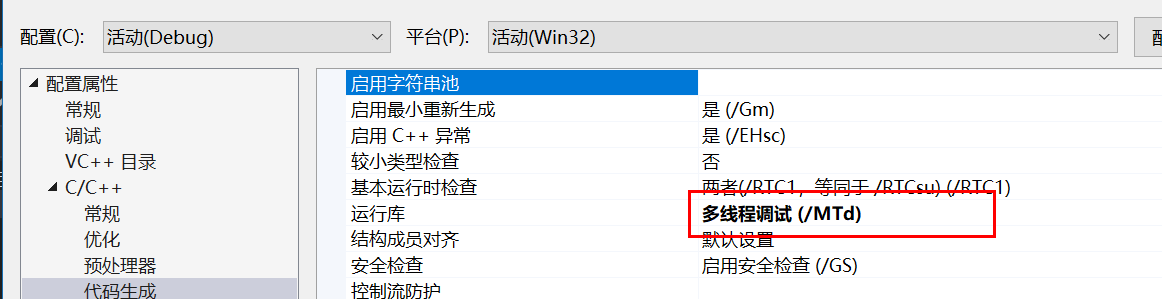 配置(C): 活动(Debug) 平台(P): 活动(Win32)
配置属性
常规
调试
VC++ 目录
C/C++
常规
优化
预处理器
代码生成
启用字符串池
启用最小重新生成 是 (/Gm)
启用 C++ 异常 是 (/EHsc)
较小类型检查 否
基本运行时检查 两者(/RTC1，等同于 /RTCsu) (/RTC1)
运行库 多线程调试 (/MTd)
结构成员对齐 默认设置
安全检查 启用安全检查 (/GS)
控制流防护